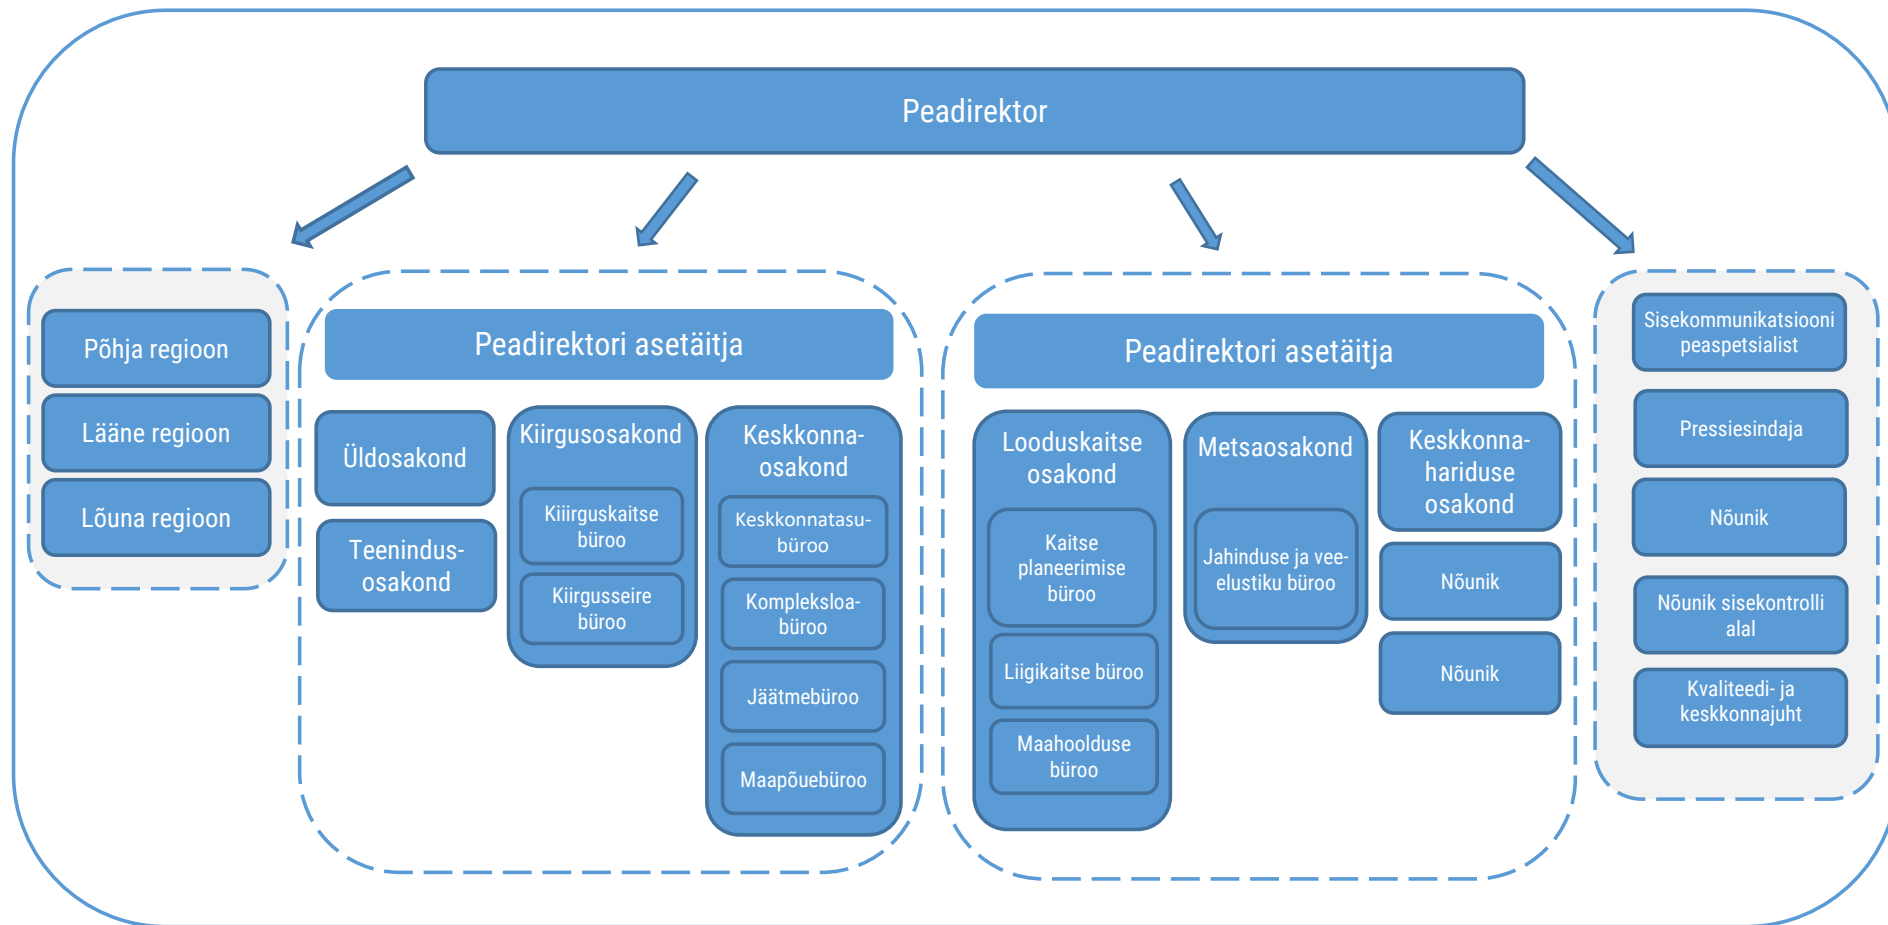 Peadirektor
Põhja regioon
Lääne regioon
Lõuna regioon
Peadirektori asetäitja
Üldosakond
Teenindus-
osakond
Kiirgusosakond
Kiiirguskaitse
büroo
Kiirgusseire
büroo
Keskkonna-
osakond
Keskkonnatasu-
büroo
Kompleksloa-
büroo
Jäätmebüroo
Maapõuebüroo
Peadirektori asetäitja
Looduskaitse
osakond
Kaitse
planeerimise
büroo
Liigikaitse büroo
Maahoolduse
büroo
Metsaosakond
Jahinduse ja vee-
elustiku büroo
Keskkonna-
hariduse
osakond
Nõunik
Nõunik
Sisekommunikatsiooni
peaspetsialist
Pressiesindaja
Nõunik
Nõunik sisekontrolli
alal
Kvaliteedi- ja
keskkonnajuht